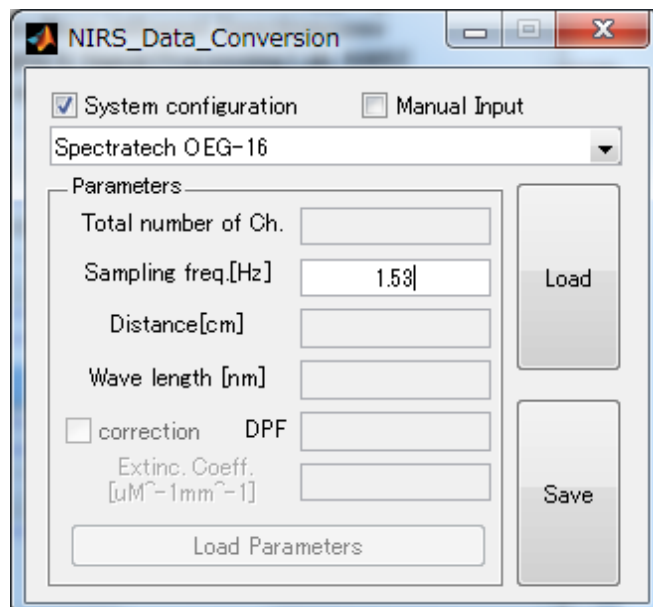 NIRS_Data_Conversion
System configuration
Manual Input
Spectratech OEG-16
Parameters
Total number of Ch.
Sampling freq.[Hz]
1.53
Distance[cm]
Wave length [nm]
correction
DPF
Extinc. Coeff.
[uM^-1mm^-1]
Load Parameters
Load
Save